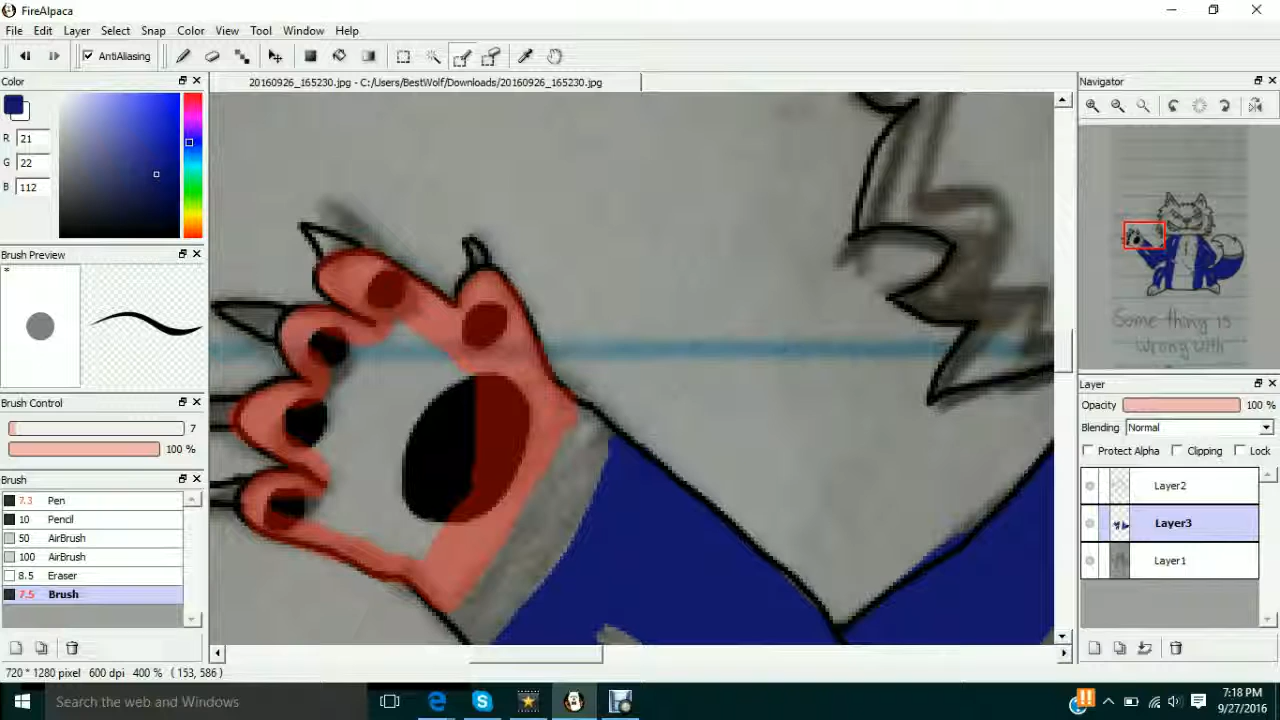 FireAlpaca
File Edit Layer Select Snap Color View Tool Window Help
AntiAliasing
Color
20160926_165230.jpg - C:/Users/BestWolf/Downloads/20160926_165230.jpg
Navigator
R 21
G 22
B 112
Brush Preview
*
Some thing is
wrong with
Layer
Opacity 100 %
Blending Normal
Protect Alpha Clipping Lock
Brush Control
7
100 %
Brush
7.3 Pen
10 Pencil
50 AirBrush
100 AirBrush
8.5 Eraser
7.5 Brush
Layer2
Layer3
Layer1
720 * 1280 pixel 600 dpi 400 % ( 153, 586 )
Search the web and Windows
7:18 PM
9/27/2016